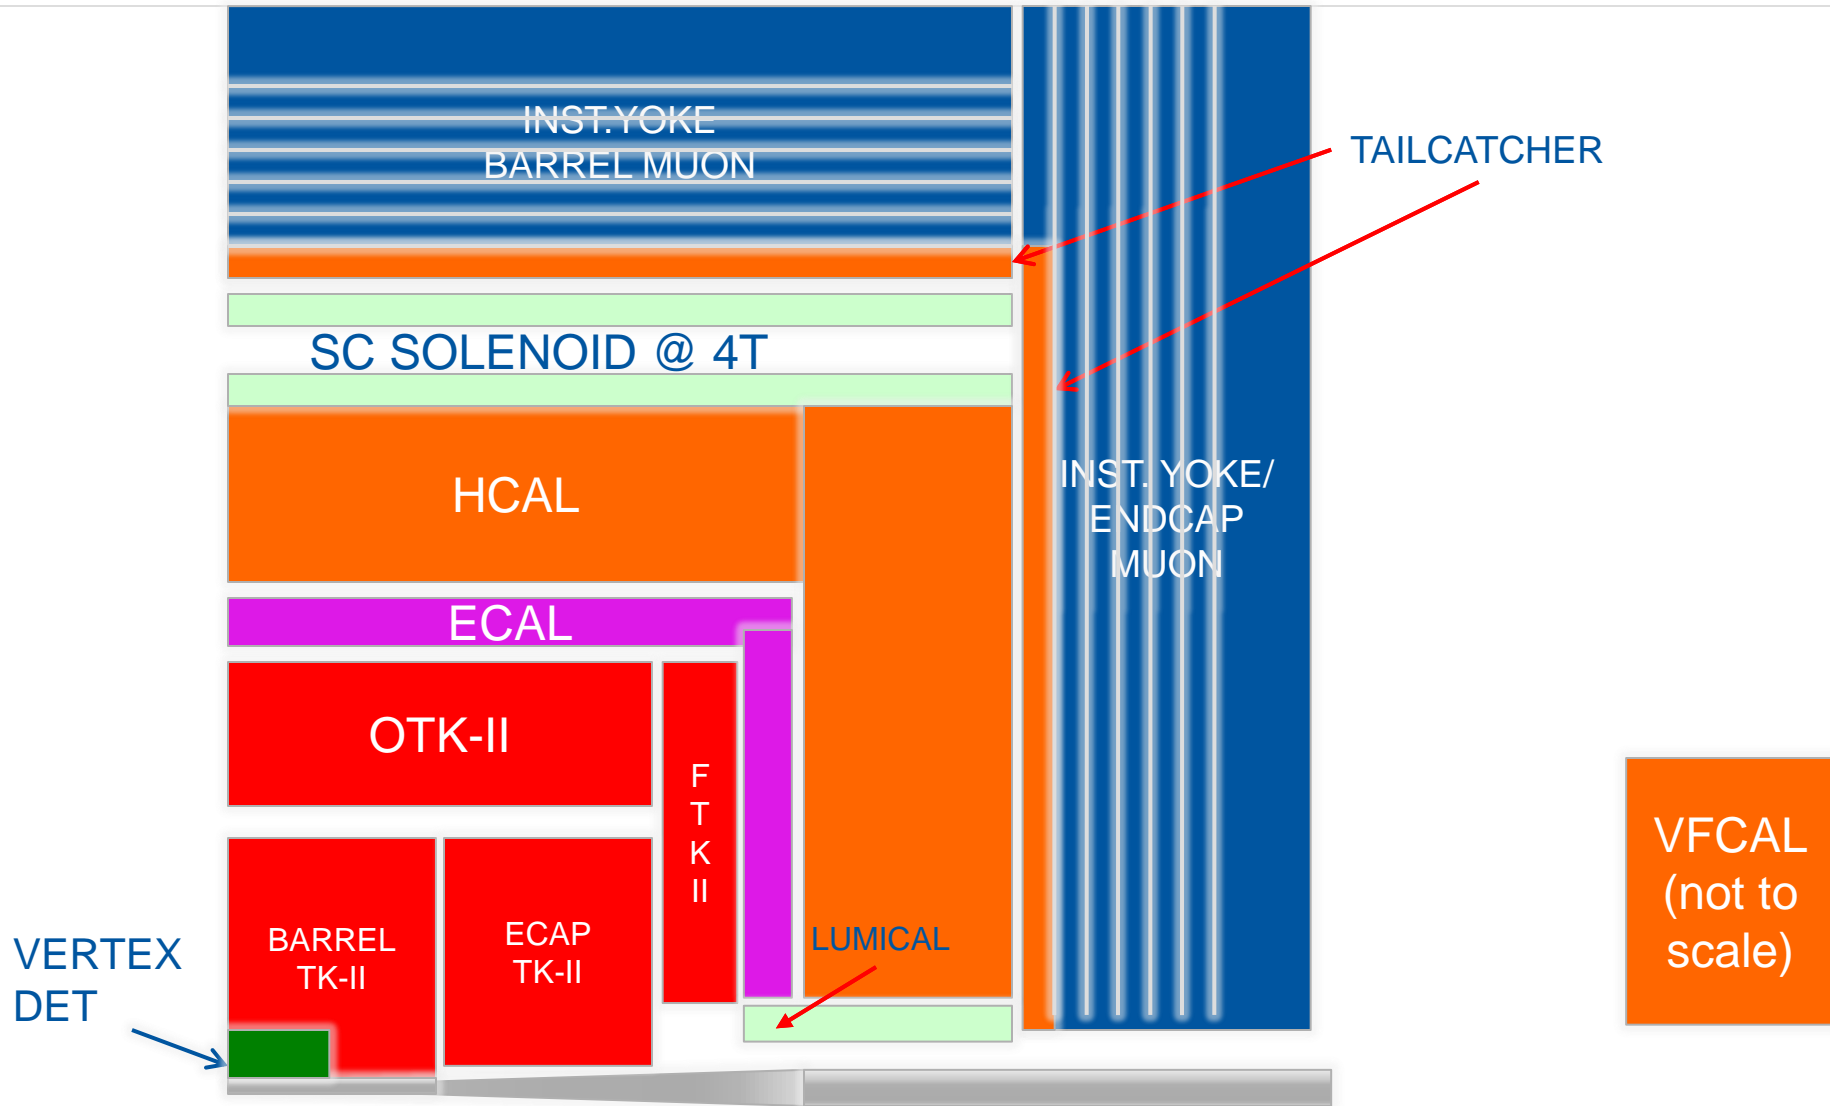 INST.YOKE
BARREL MUON
TAILCATCHER
SC SOLENOID @ 4T
HCAL
INST. YOKE/
ENDCAP
MUON
ECAL
OTK-II
F
T
K
II
VFCAL
(not to
scale)
BARREL
TK-II
ECAP
TK-II
LUMICAL
VERTEX
DET